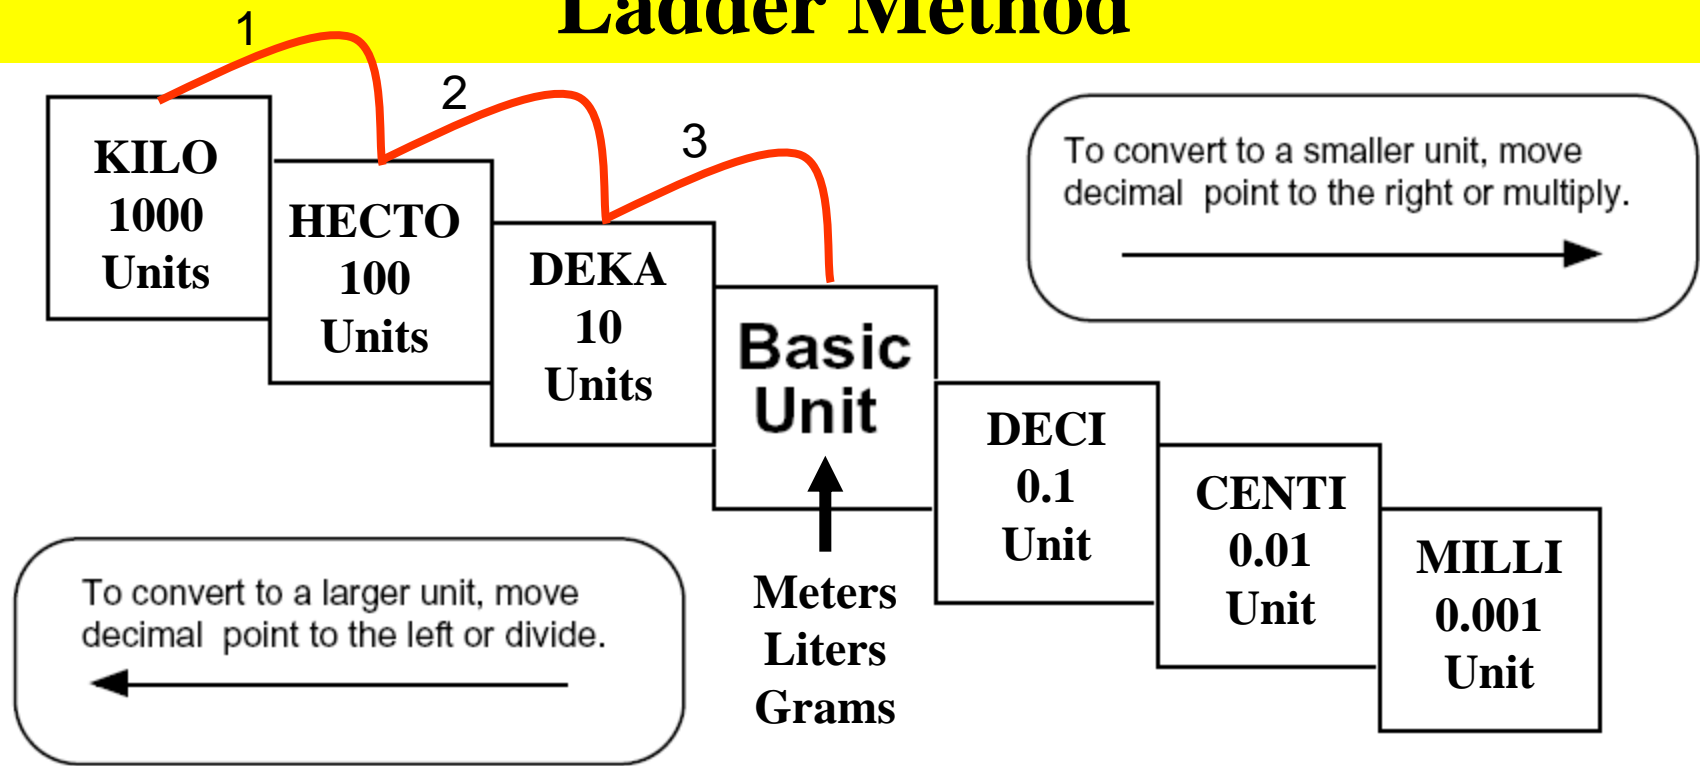 Ladder Method
1
2
3
KILO
1000
Units
HECTO
100
Units
DEKA
10
Units
Basic
Unit
Meters
Liters
Grams
DECI
0.1
Unit
CENTI
0.01
Unit
MILLI
0.001
Unit
To convert to a smaller unit, move
decimal point to the right or multiply.
To convert to a larger unit, move
decimal point to the left or divide.